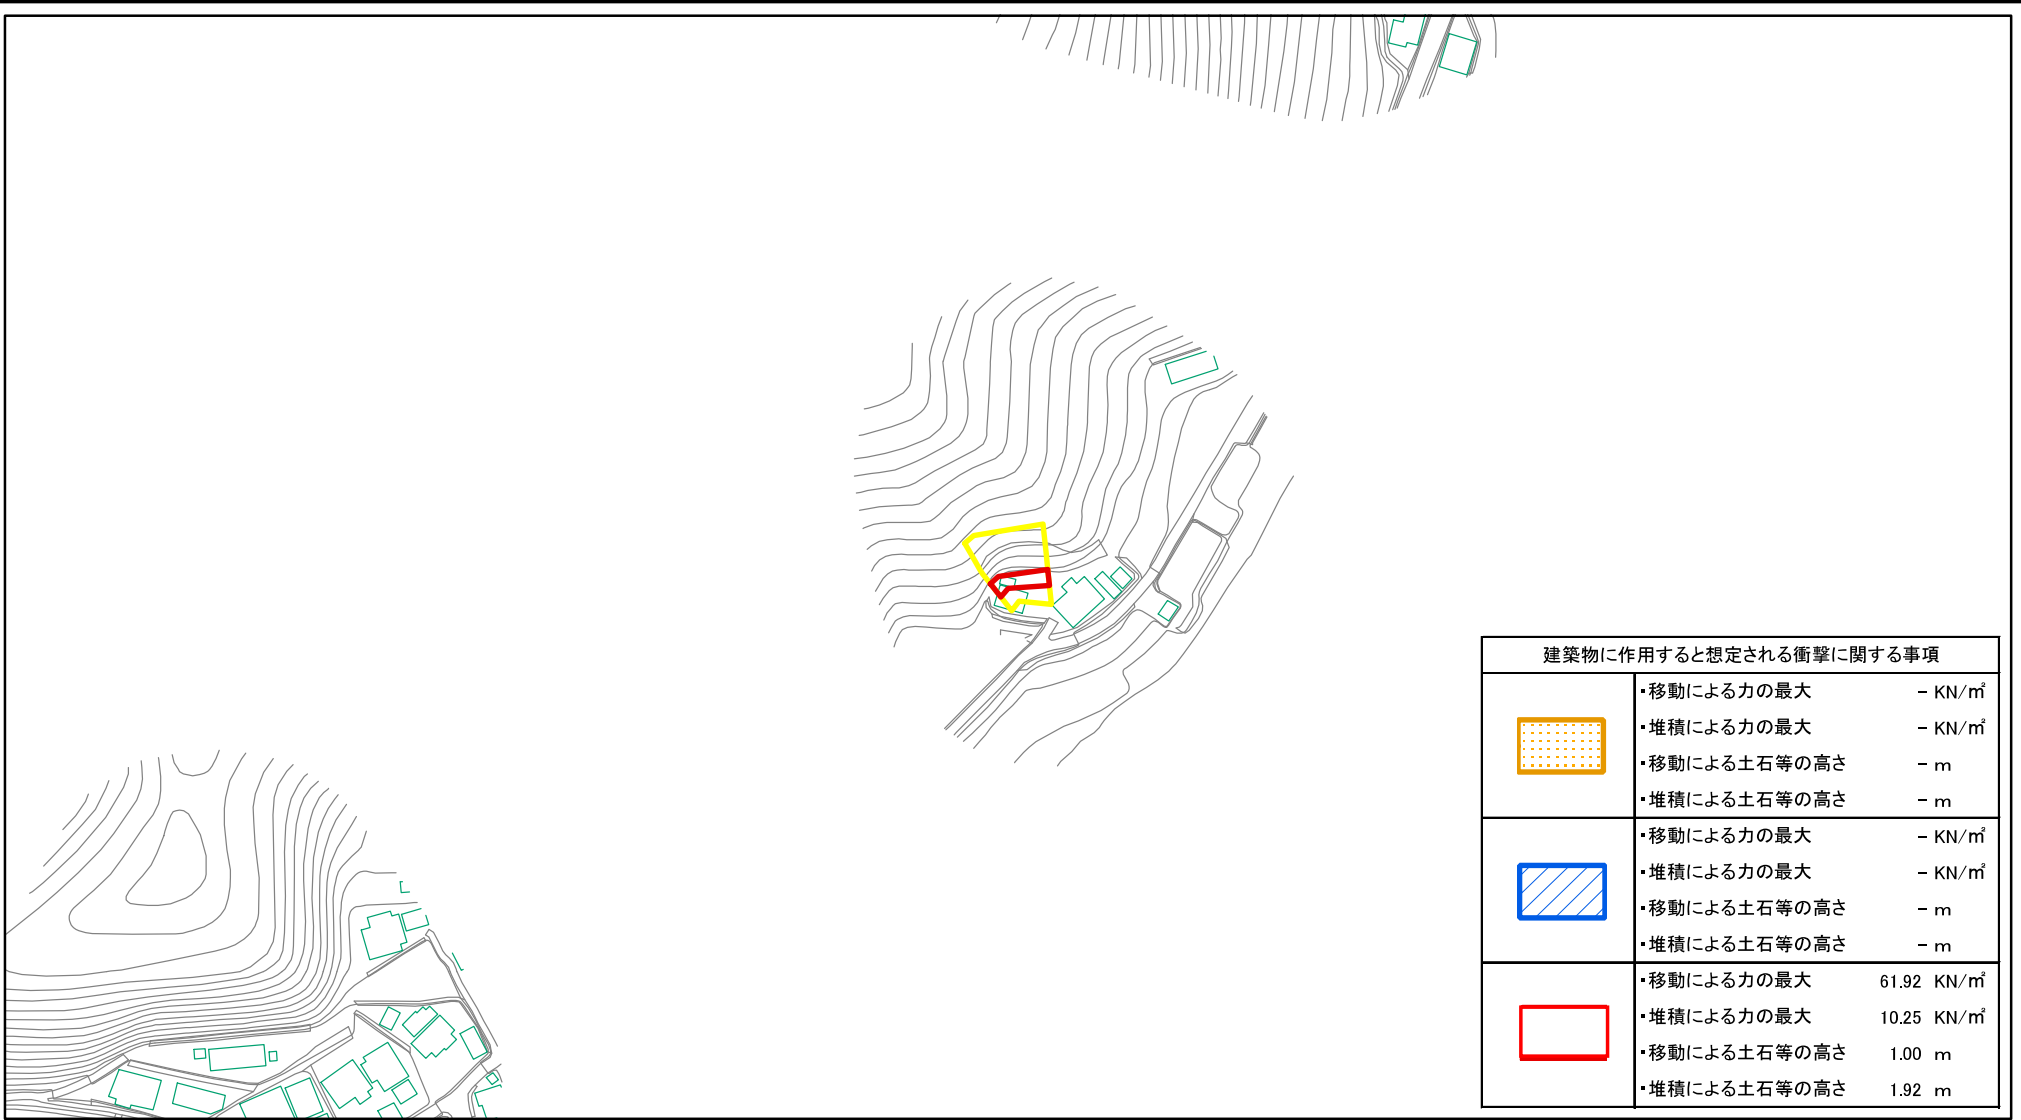 建築物に作用すると想定される衝撃に関する事項
・移動による力の最大 － KN/㎡
・堆積による力の最大 － KN/㎡
・移動による土石等の高さ － m
・堆積による土石等の高さ － m
・移動による力の最大 － KN/㎡
・堆積による力の最大 － KN/㎡
・移動による土石等の高さ － m
・堆積による土石等の高さ － m
・移動による力の最大 61.92 KN/㎡
・堆積による力の最大 10.25 KN/㎡
・移動による土石等の高さ 1.00 m
・堆積による土石等の高さ 1.92 m